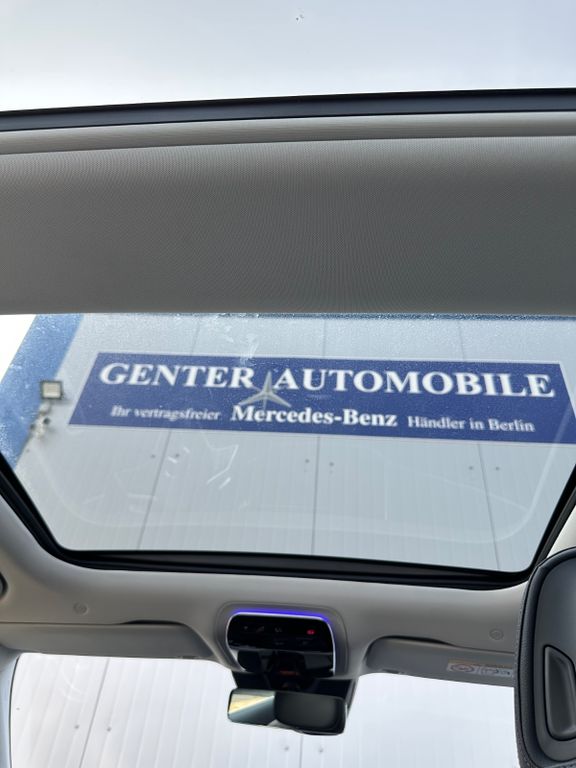 GENTER AUTOMOBILE
Ihr vertragsfreier Mercedes-Benz Händler in Berlin